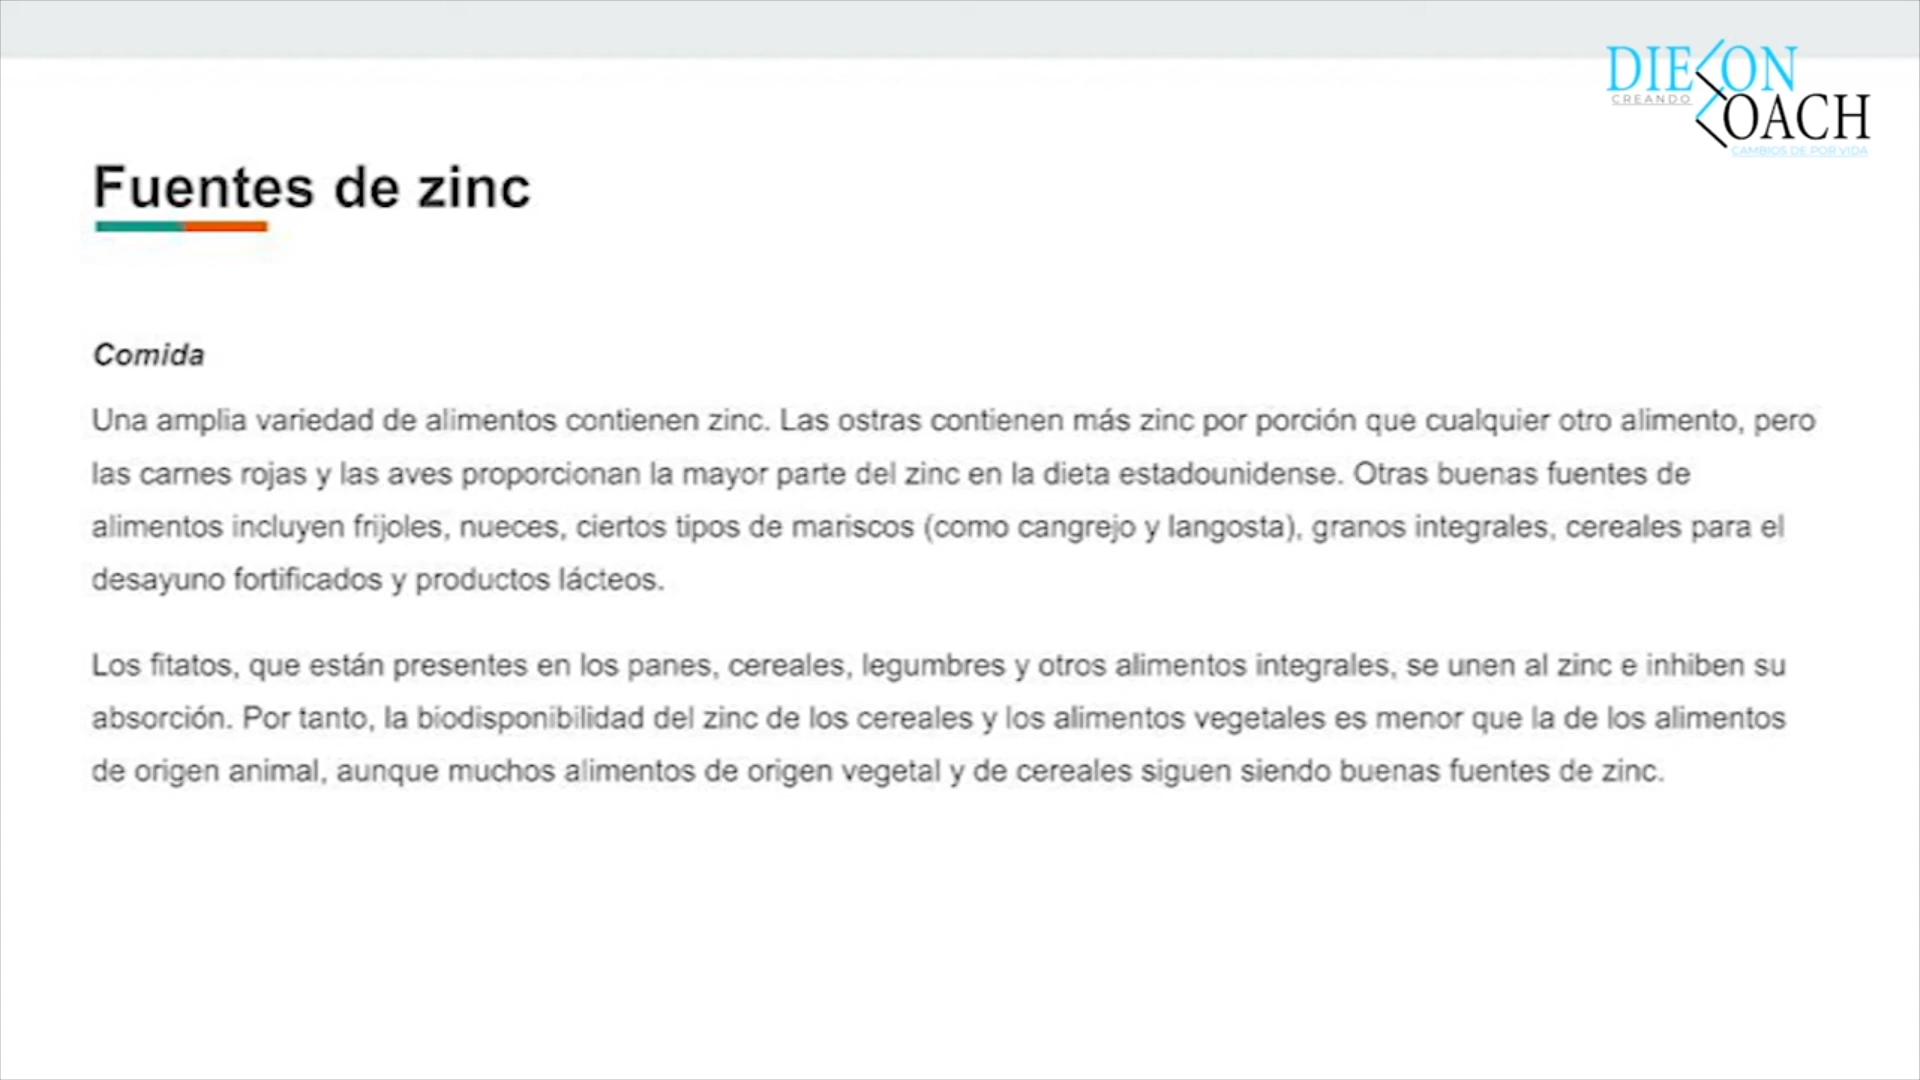 DIE ON
CREANDO
COACH
CAMBIOS DE POR VIDA
Fuentes de zinc
Comida
Una amplia variedad de alimentos contienen zinc. Las ostras contienen más zinc por porción que cualquier otro alimento, pero
las carnes rojas y las aves proporcionan la mayor parte del zinc en la dieta estadounidense. Otras buenas fuentes de
alimentos incluyen frijoles, nueces, ciertos tipos de mariscos (como cangrejo y langosta), granos integrales, cereales para el
desayuno fortificados y productos lácteos.
Los fitatos, que están presentes en los panes, cereales, legumbres y otros alimentos integrales, se unen al zinc e inhiben su
absorción. Por tanto, la biodisponibilidad del zinc de los cereales y los alimentos vegetales es menor que la de los alimentos
de origen animal, aunque muchos alimentos de origen vegetal y de cereales siguen siendo buenas fuentes de zinc.